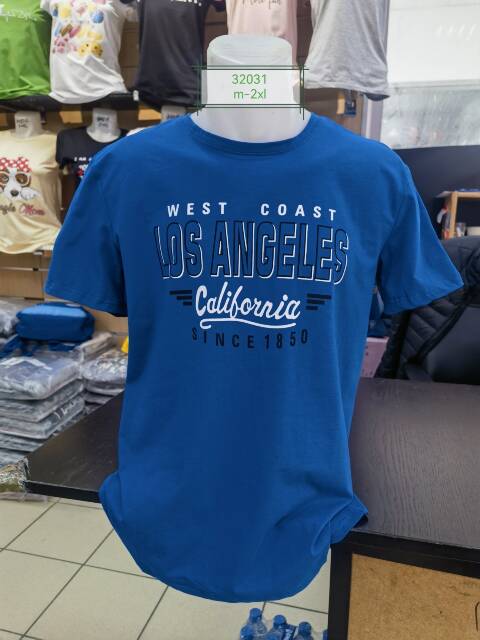 32031
m-2xl
WEST COAST
LOS ANGELES
California
SINCE 1850